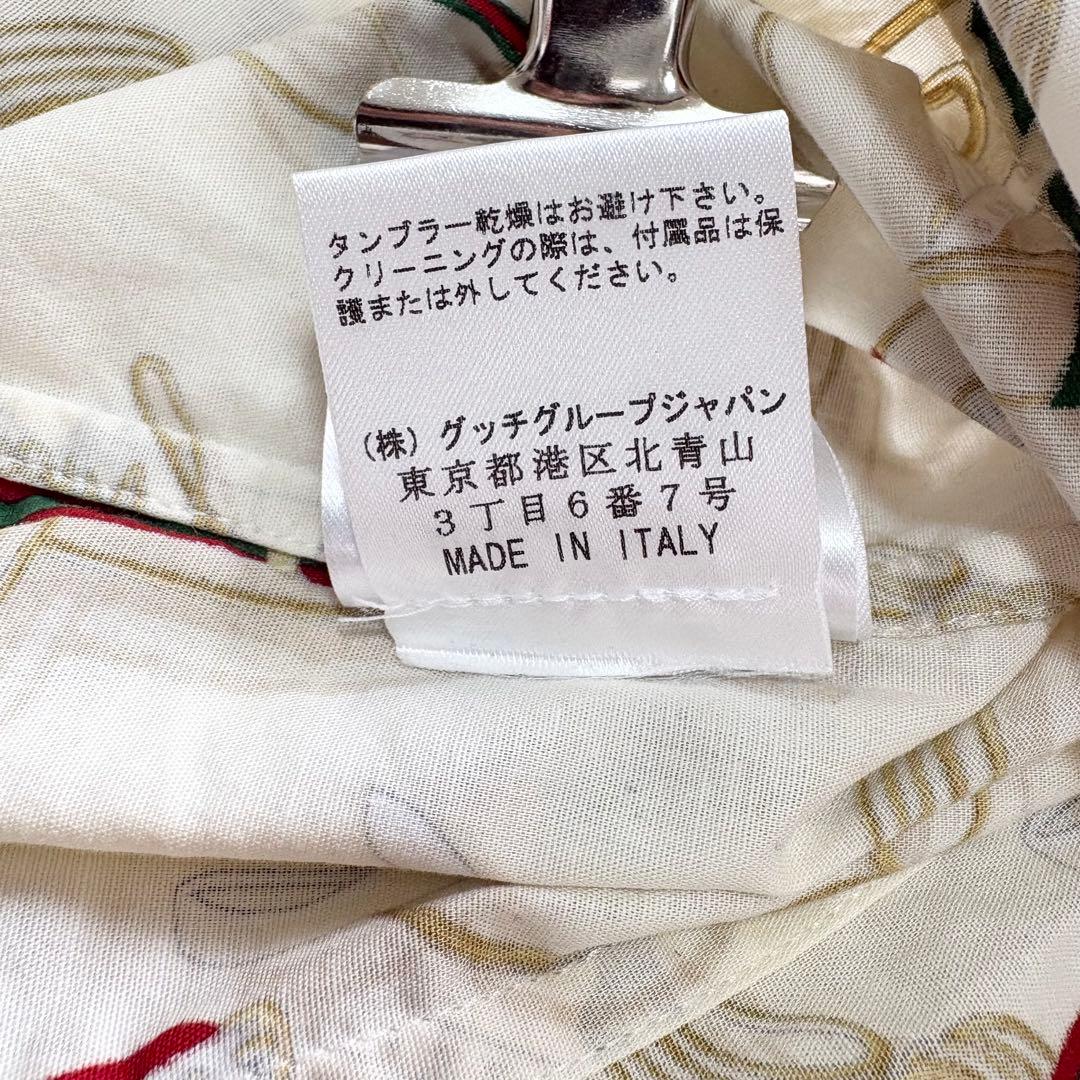 タンブラー乾燥はお避け下さい。
クリーニングの際は、付属品は保
護または外してください。
(株) グッチグループジャパン
東京都港区北青山
3丁目6番7号
MADE IN ITALY